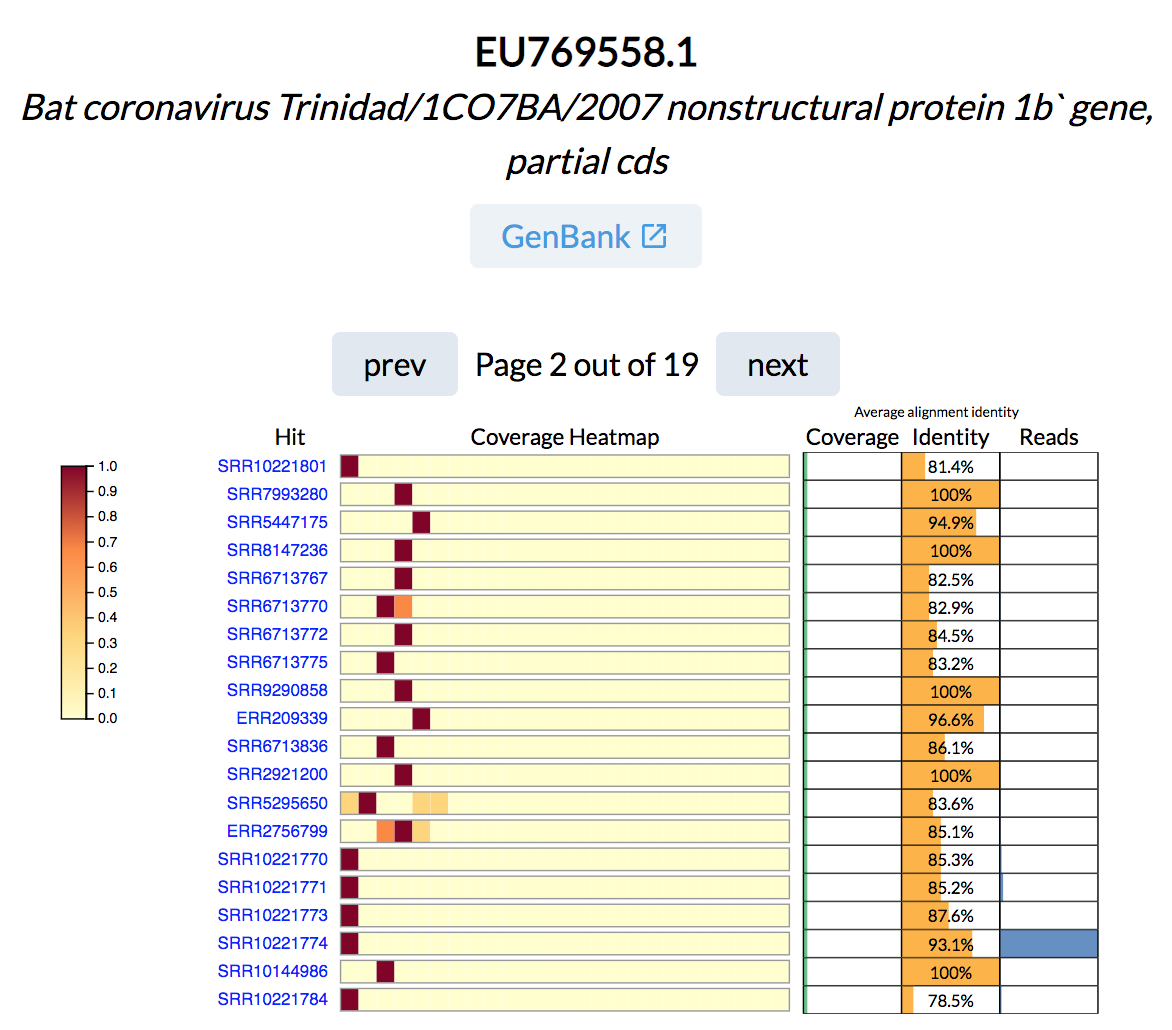 EU769558.1
Bat coronavirus Trinidad/1CO7BA/2007 nonstructural protein 1b` gene,
partial cds
GenBank
prev Page 2 out of 19 next
Average alignment identity
Hit Coverage Heatmap Coverage Identity Reads
1.0
0.9
0.8
0.7
0.6
0.5
0.4
0.3
0.2
0.1
0.0
SRR10221801 81.4%
SRR7993280 100%
SRR5447175 94.9%
SRR8147236 100%
SRR6713767 82.5%
SRR6713770 82.9%
SRR6713772 84.5%
SRR6713775 83.2%
SRR9290858 100%
ERR209339 96.6%
SRR6713836 86.1%
SRR2921200 100%
SRR5295650 83.6%
ERR2756799 85.1%
SRR10221770 85.3%
SRR10221771 85.2%
SRR10221773 87.6%
SRR10221774 93.1%
SRR10144986 100%
SRR10221784 78.5%